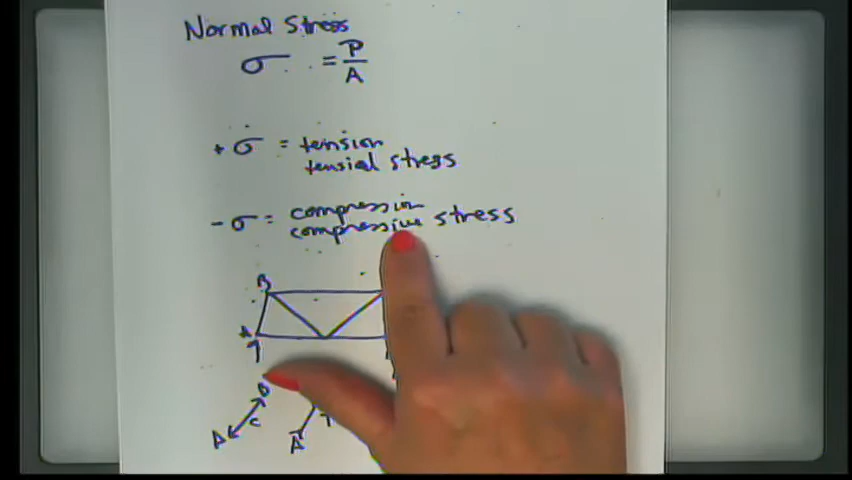 Normal Stress
σ = P/A
+ σ = tension
tensial stress
- σ = compression
compressive stress
B
A
B
A C
A T